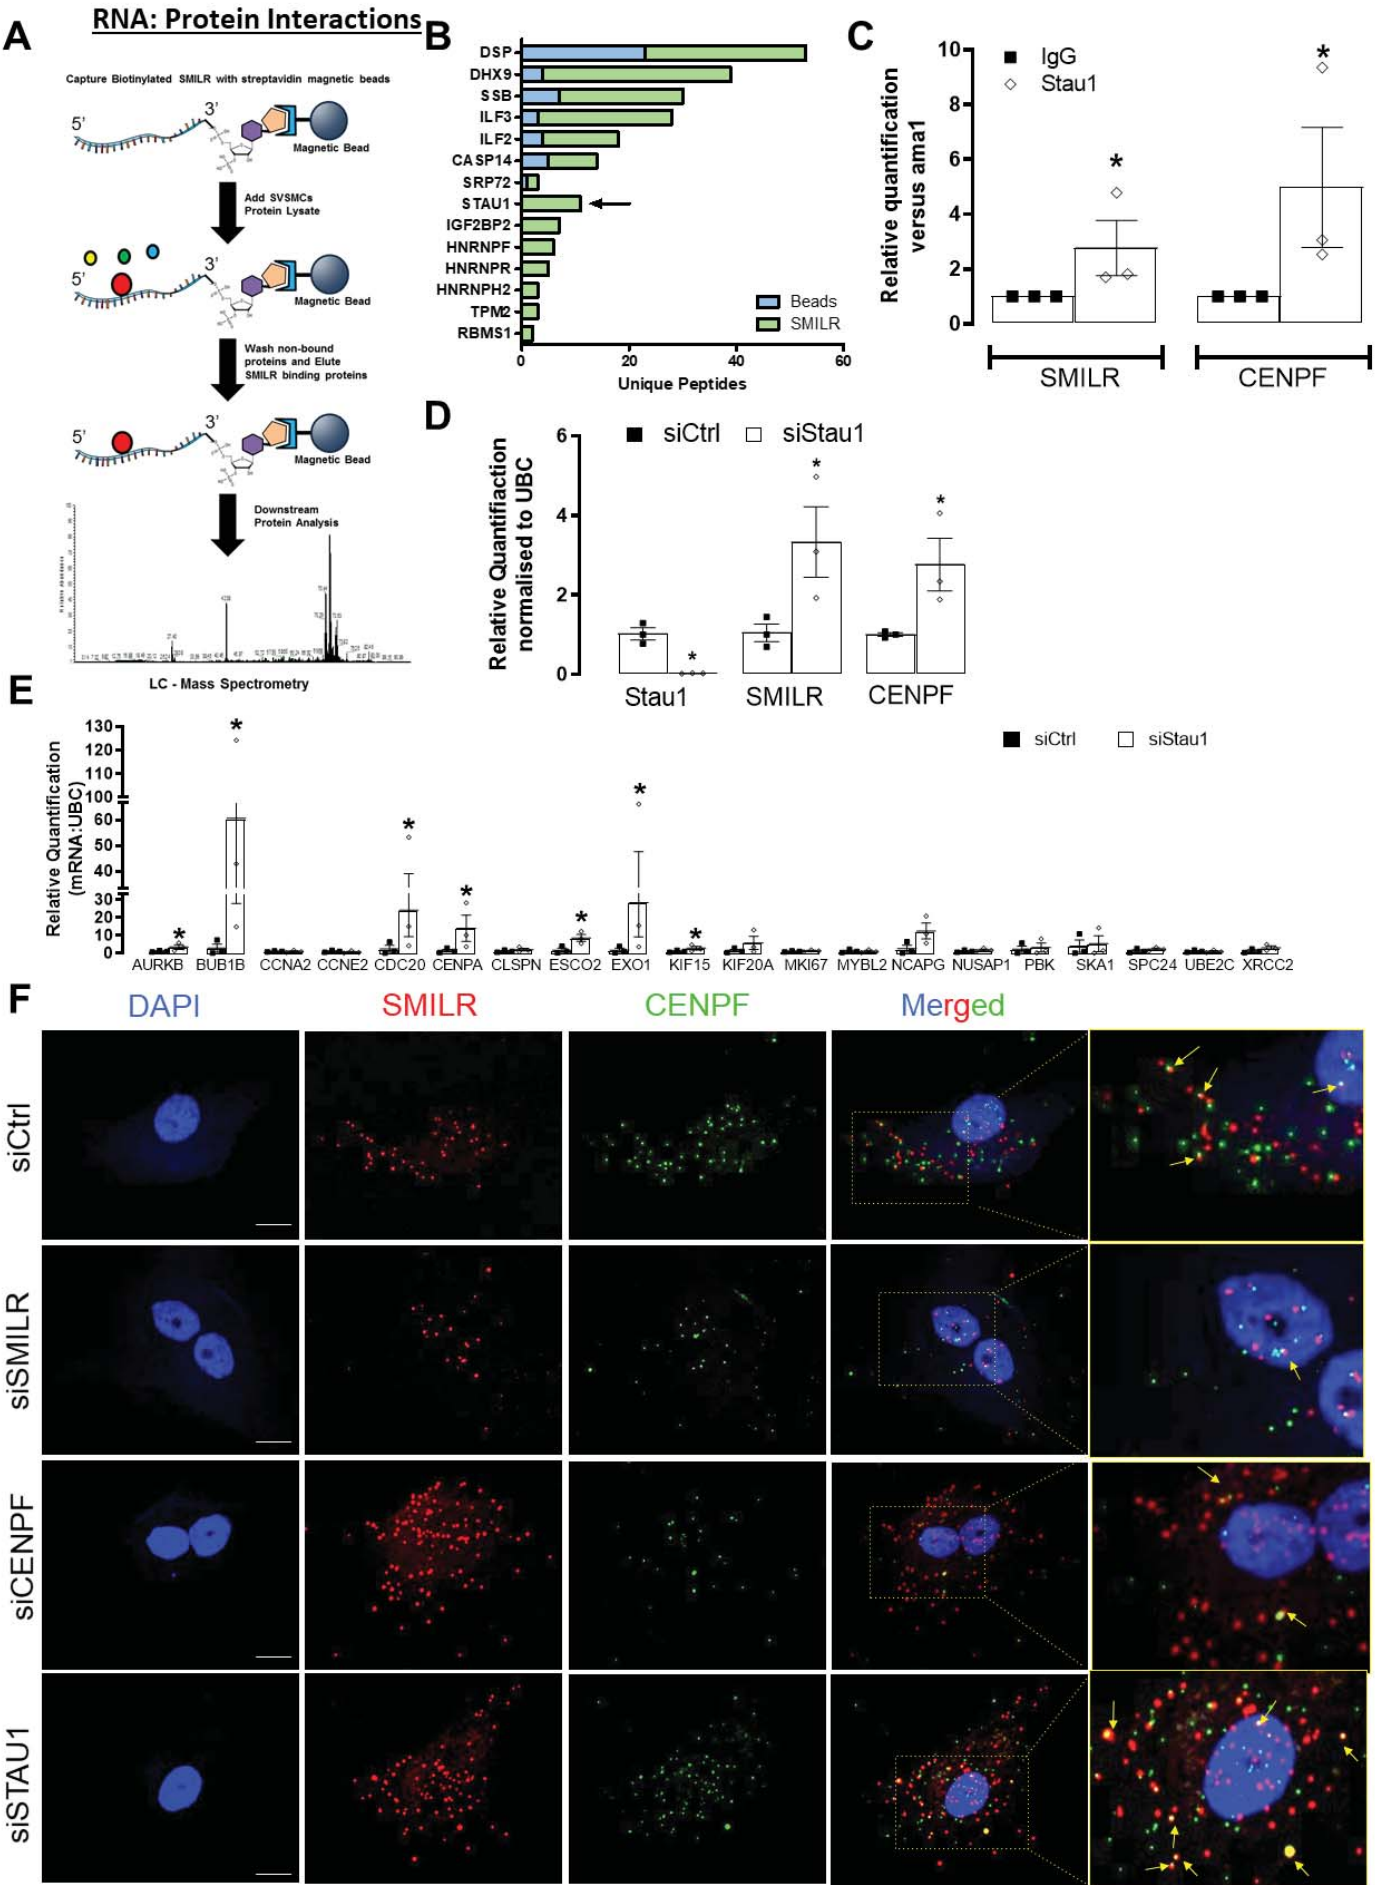 RNA: Protein Interactions
A
Capture Biotinylated SMILR with streptavidin magnetic beads
5'
3'
Magnetic Bead
Add SVSMCs
Protein Lysate
5'
3'
Magnetic Bead
Wash non-bound
proteins and Elute
SMILR binding proteins
5'
3'
Magnetic Bead
Downstream
Protein Analysis
LC - Mass Spectrometry
B
DSP
DHX9
SSB
ILF3
ILF2
CASP14
SRP72
STAU1
IGF2BP2
HNRNPF
HNRNPR
HNRNPH2
TPM2
RBMS1
Beads
SMILR
0 20 40 60
Unique Peptides
C
Relative quantification
versus ama1
10
8
6
4
2
0
IgG
Stau1
*
*
SMILR CENPF
D
Relative Quantifiaction
normalised to UBC
6
4
2
0
siCtrl siStau1
*
*
*
Stau1 SMILR CENPF
E
Relative Quantification
(mRNA:UBC)
130
120
110
100
60
50
40
30
20
10
0
siCtrl siStau1
* * * * * * *
AURKB BUB1B CCNA2 CCNE2 CDC20 CENPA CLSPN ESCO2 EXO1 KIF15 KIF20A MKI67 MYBL2 NCAPG NUSAP1 PBK SKA1 SPC24 UBE2C XRCC2
F
DAPI SMILR CENPF Merged
siCtrl
siSMILR
siCENPF
siSTAU1